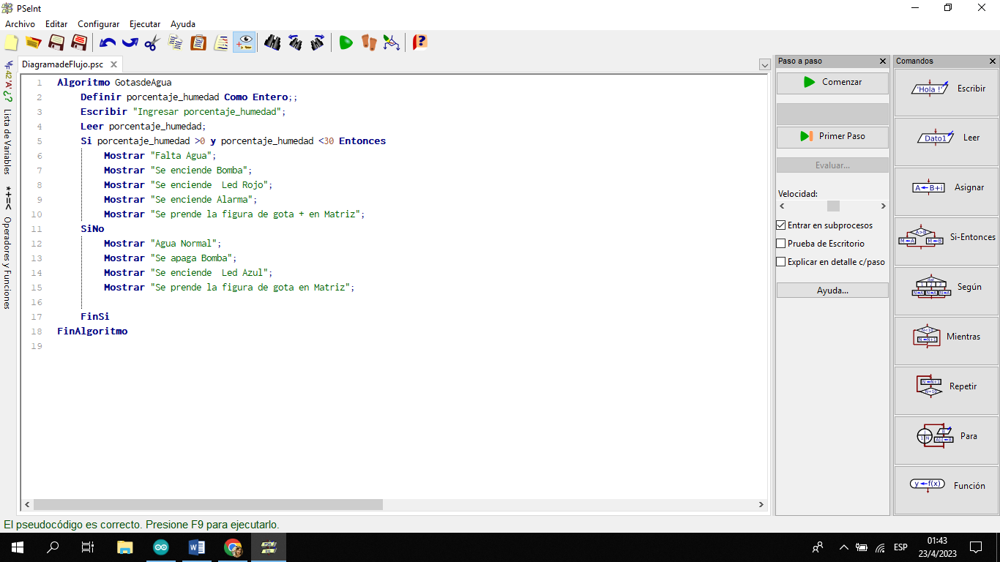 PSeInt
Archivo Editar Configurar Ejecutar Ayuda
DiagramadeFlujo.psc
Lista de Variables
Operadores y Funciones
1 Algoritmo GotasdeAgua
2 Definir porcentaje_humedad Como Entero;;
3 Escribir "Ingresar porcentaje_humedad";
4 Leer porcentaje_humedad;
5 Si porcentaje_humedad >0 y porcentaje_humedad <30 Entonces
6 Mostrar "Falta Agua";
7 Mostrar "Se enciende Bomba";
8 Mostrar "Se enciende  Led Rojo";
9 Mostrar "Se enciende Alarma";
10 Mostrar "Se prende la figura de gota + en Matriz";
11 SiNo
12 Mostrar "Agua Normal";
13 Mostrar "Se apaga Bomba";
14 Mostrar "Se enciende  Led Azul";
15 Mostrar "Se prende la figura de gota en Matriz";
16
17 FinSi
18 FinAlgoritmo
19
Paso a paso
Comenzar
Primer Paso
Evaluar...
Velocidad:
Entrar en subprocesos
Prueba de Escritorio
Explicar en detalle c/paso
Ayuda...
Comandos
'Hola !' Escribir
Dato1 Leer
A←B+i Asignar
A>B M←A M←B Si-Entonces
Según
N<10 N←N+1 Mientras
N←N+1 N=10 Repetir
Para
y←f(x) Función
El pseudocódigo es correcto. Presione F9 para ejecutarlo.
ESP
01:43
23/4/2023